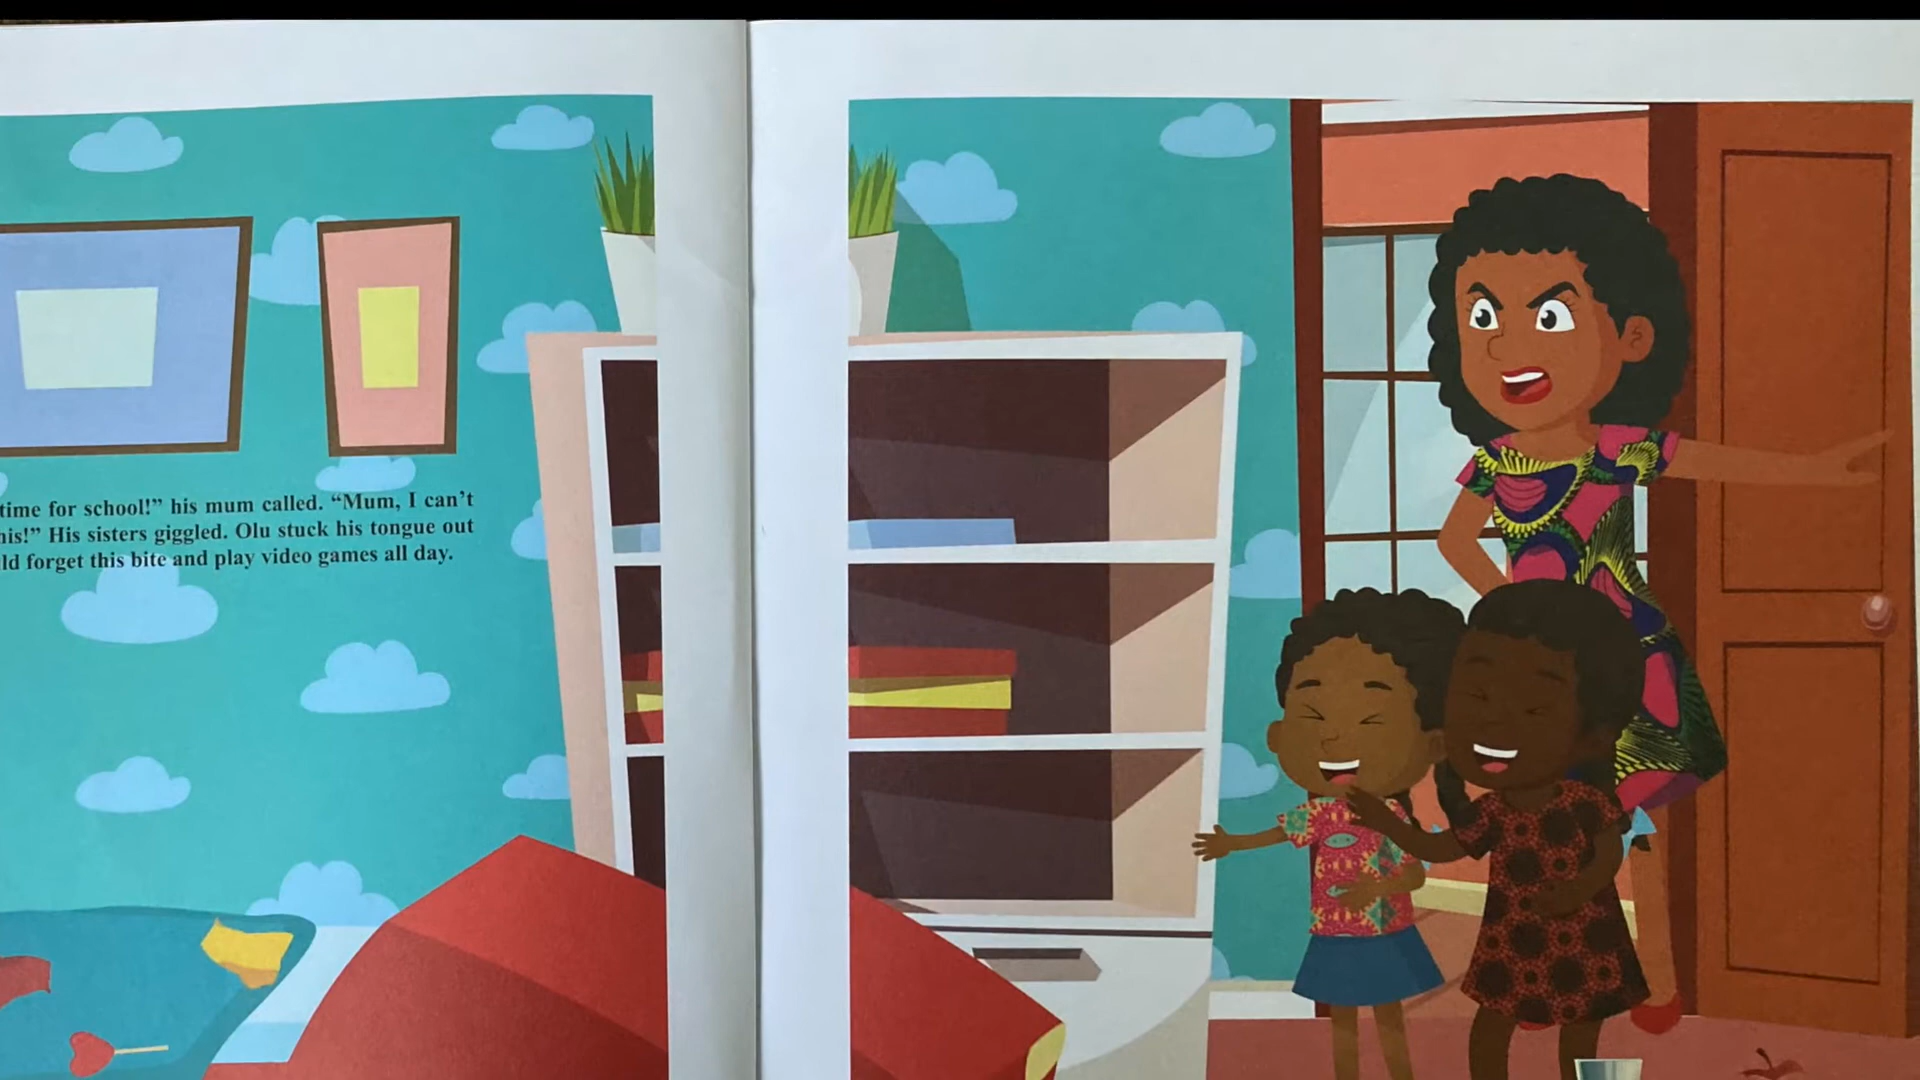 time for school!” his mum called. “Mum, I can’t
his!” His sisters giggled. Olu stuck his tongue out
ld forget this bite and play video games all day.